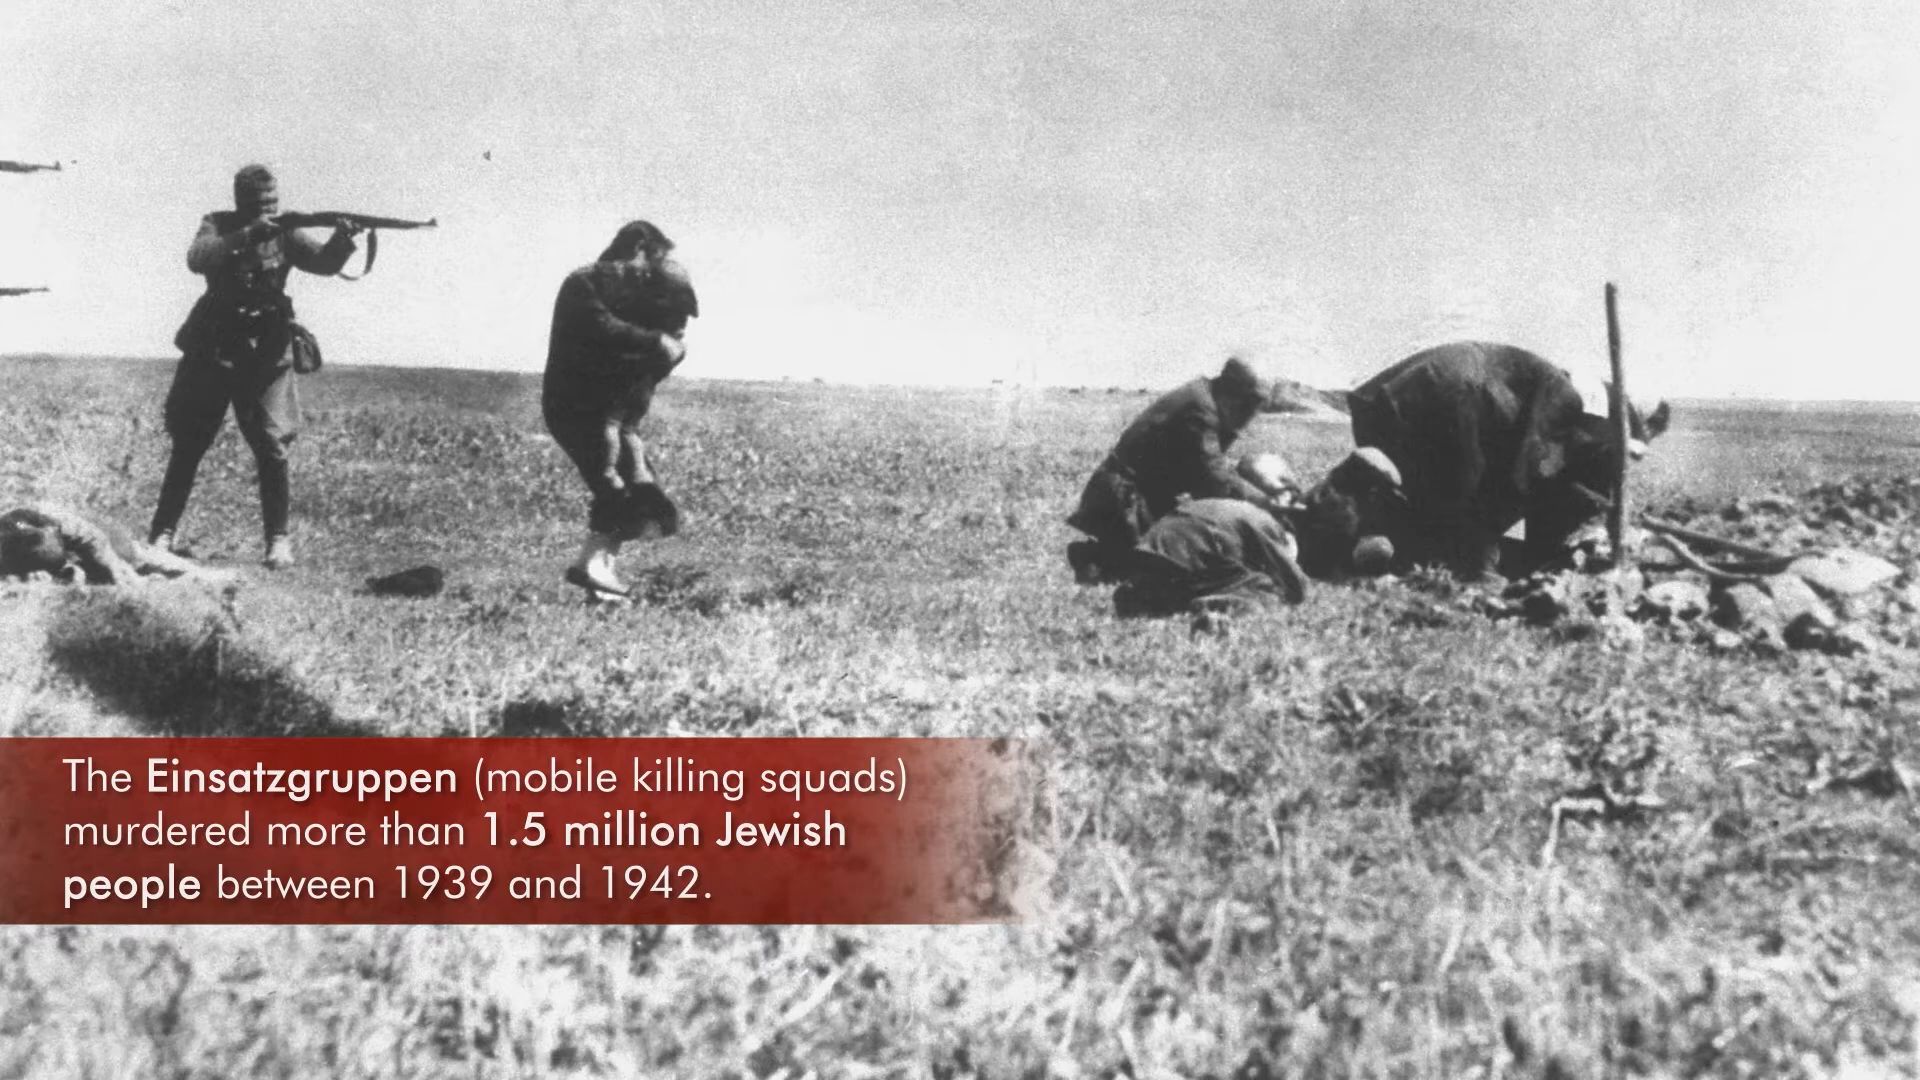 The Einsatzgruppen (mobile killing squads)
murdered more than 1.5 million Jewish
people between 1939 and 1942.